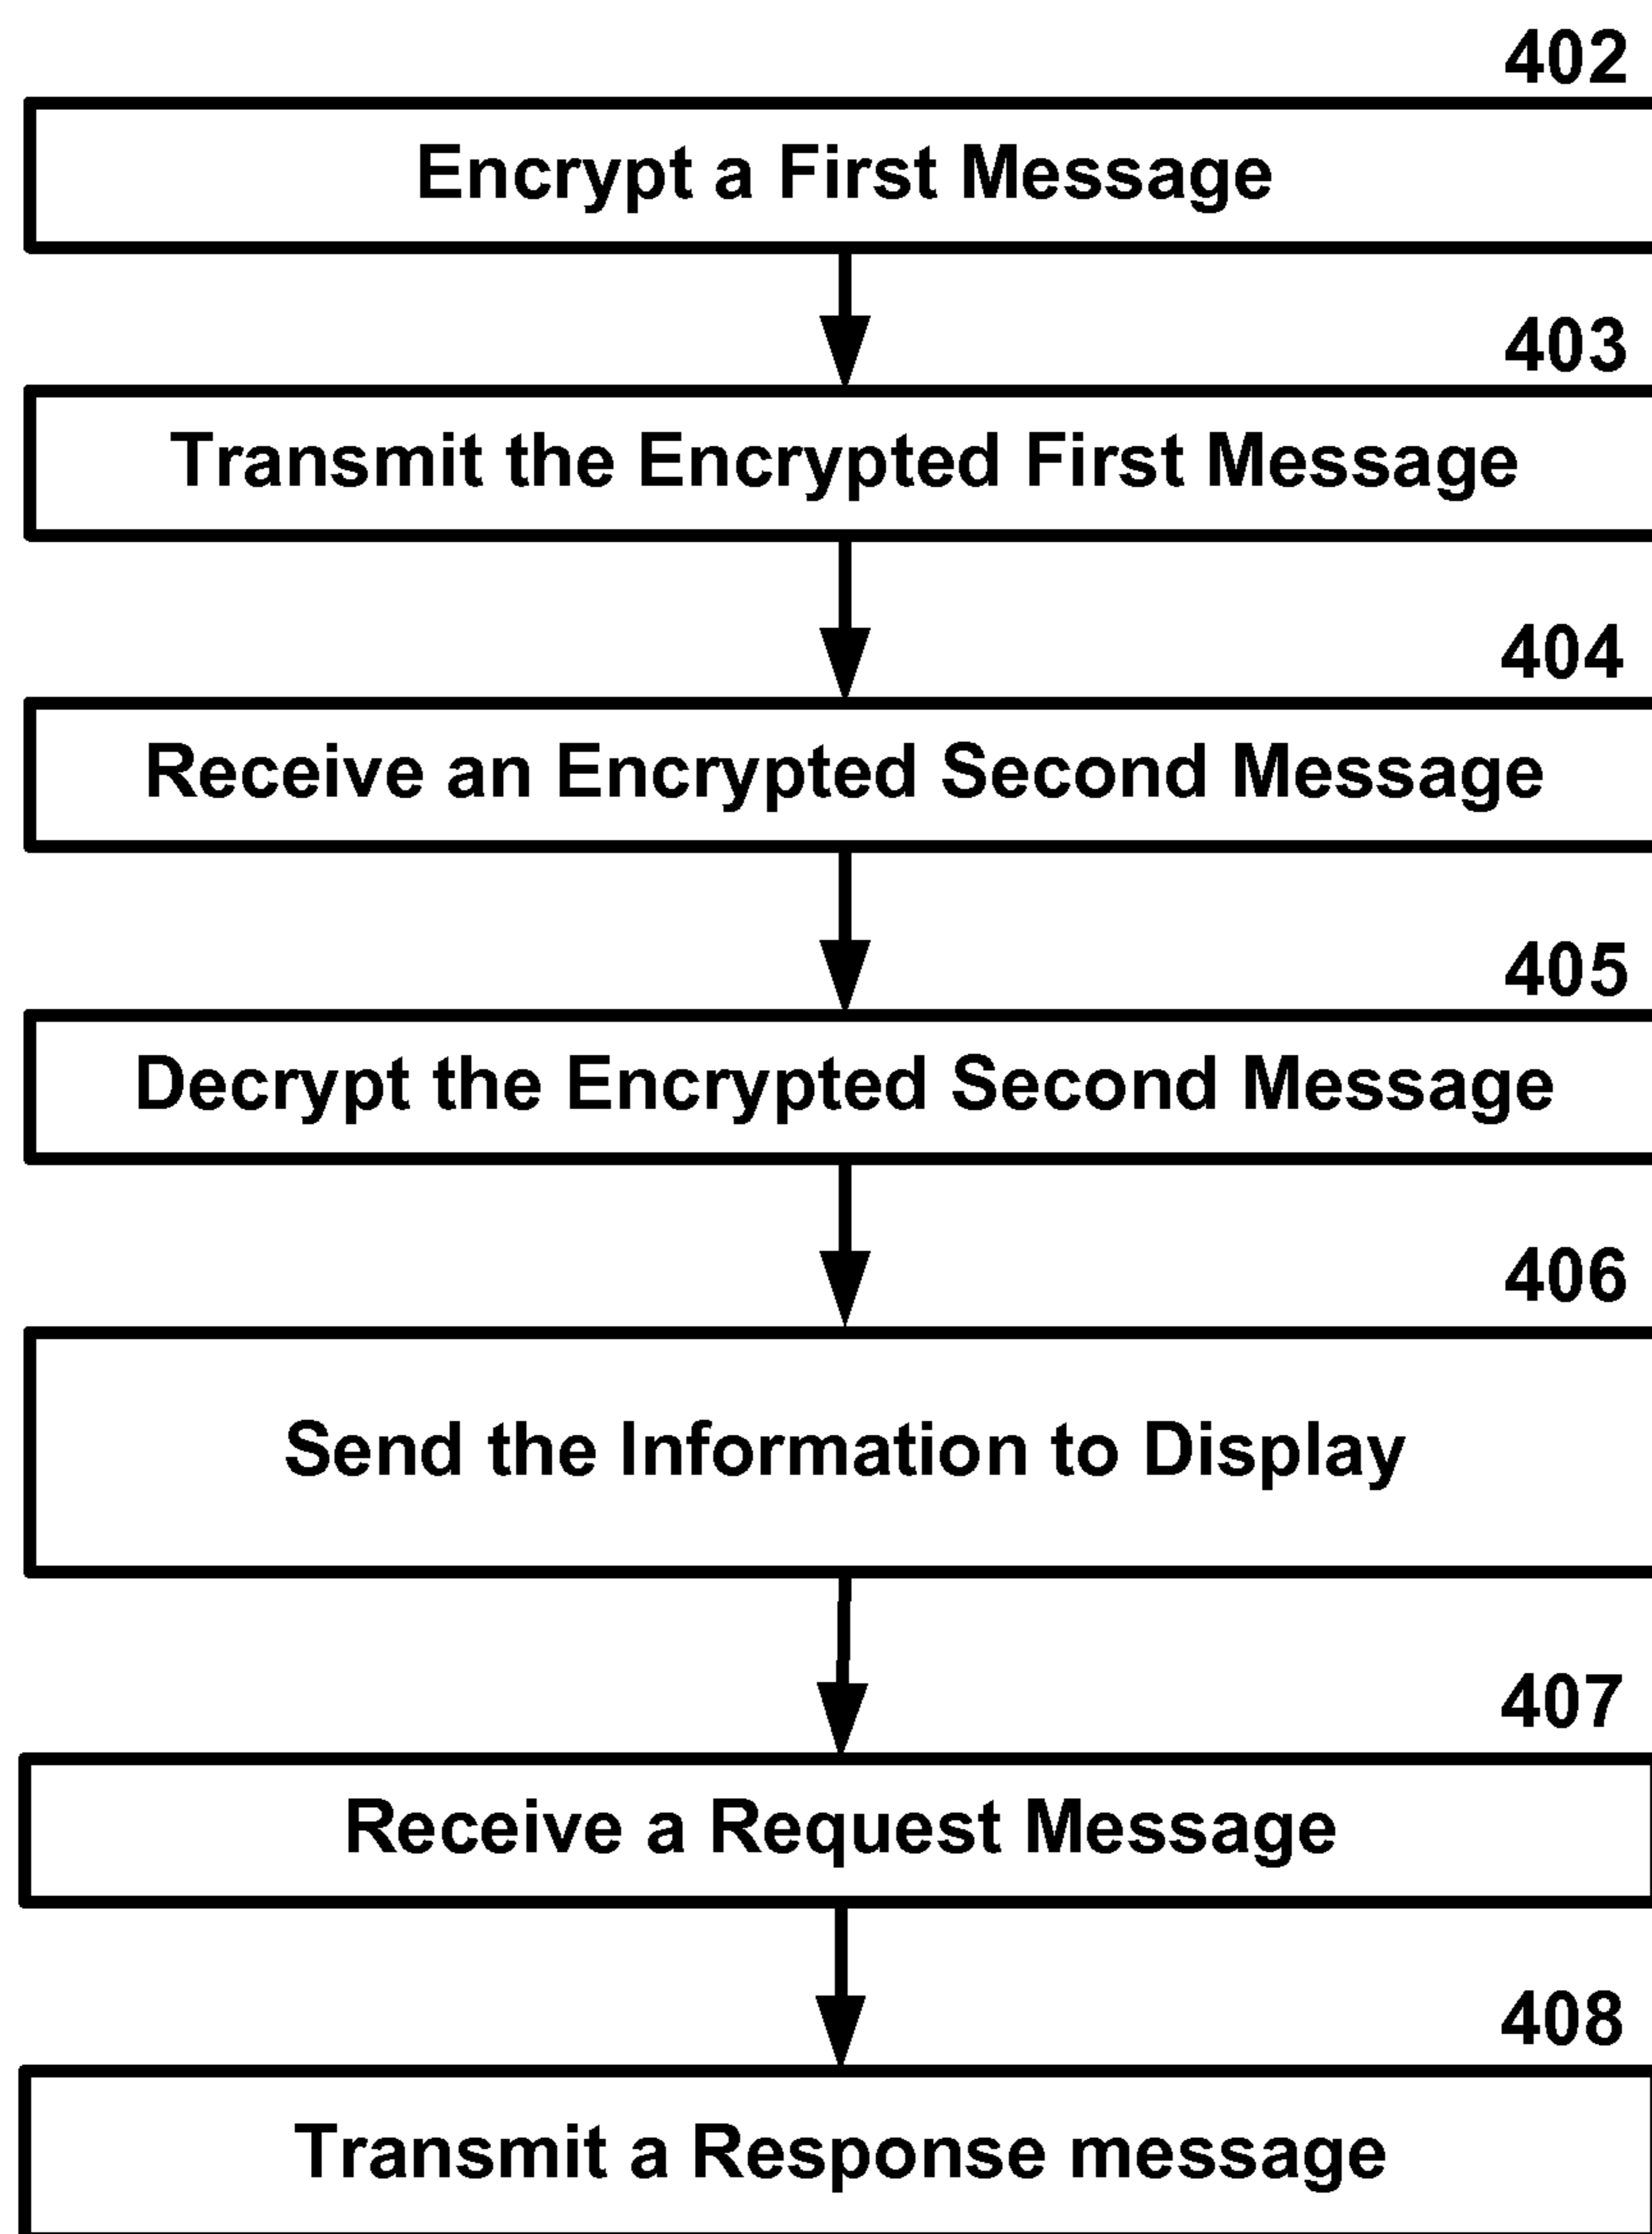 402
Encrypt a First Message
403
Transmit the Encrypted First Message
404
Receive an Encrypted Second Message
405
Decrypt the Encrypted Second Message
406
Send the Information to Display
407
Receive a Request Message
408
Transmit a Response message